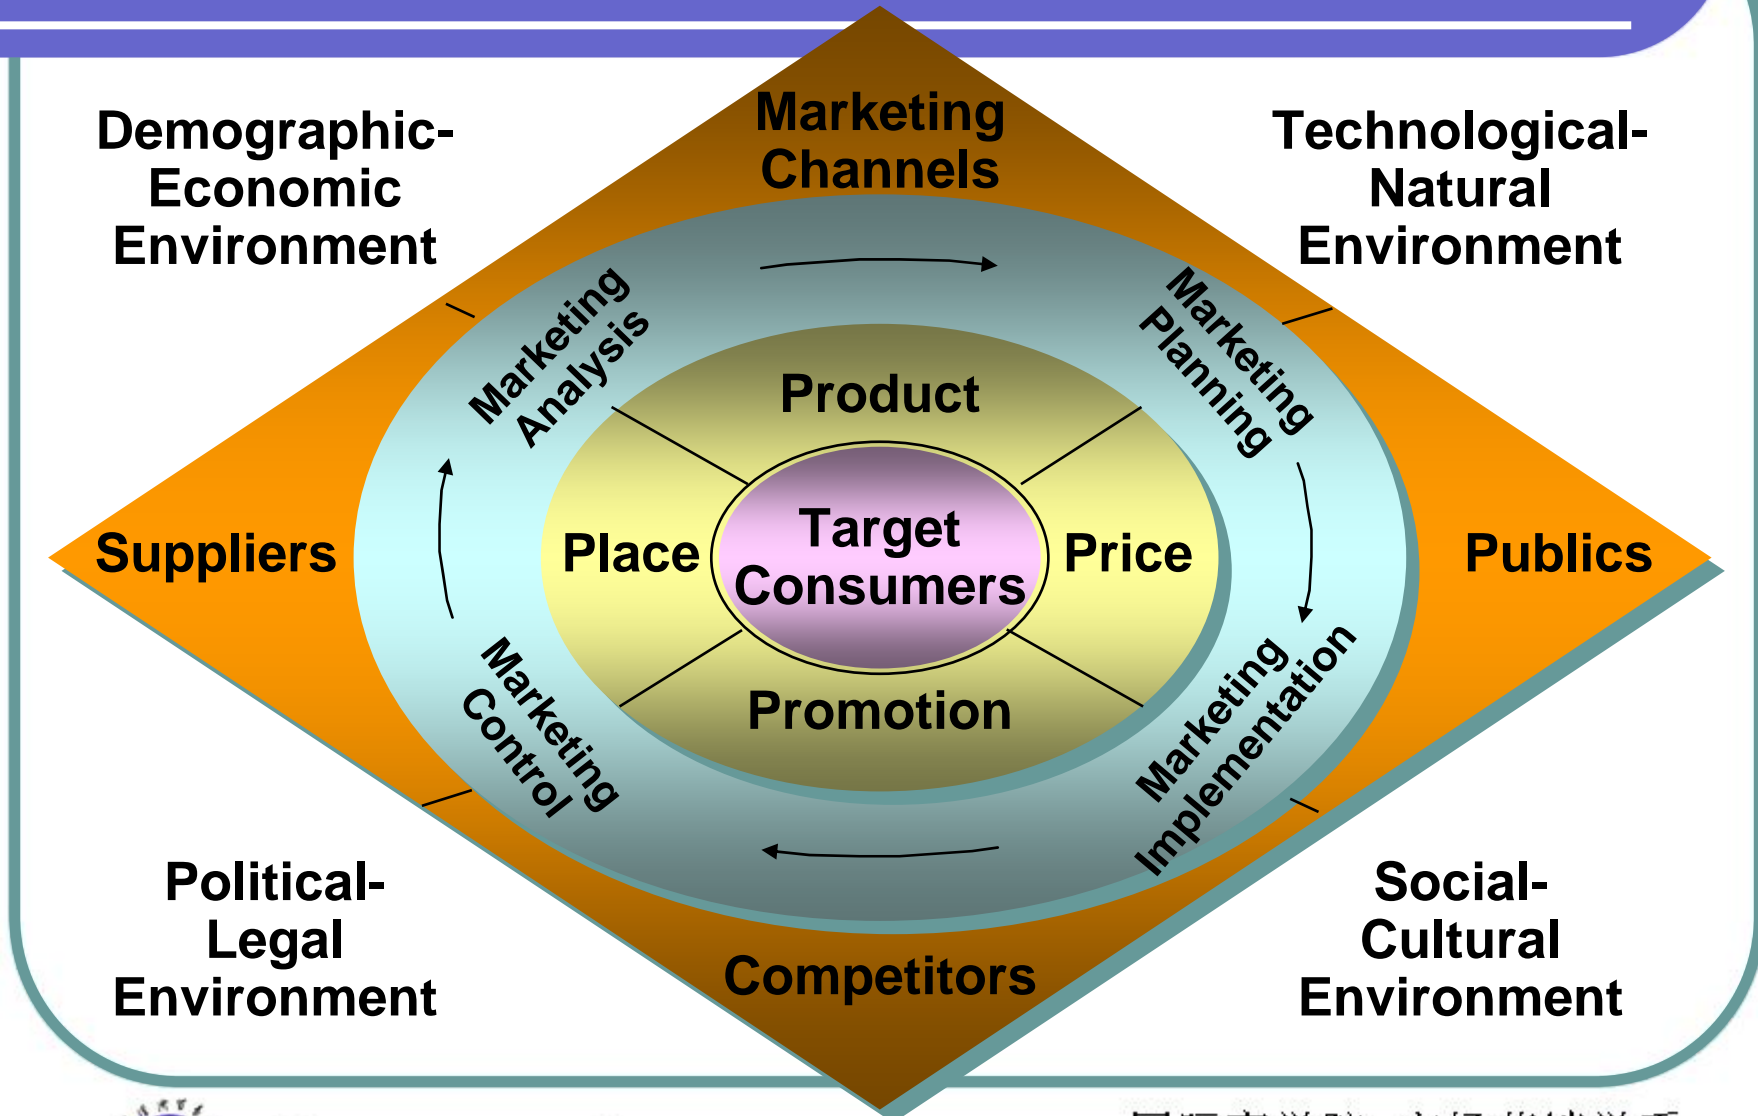 Demographic-
Economic
Environment
Marketing
Channels
Technological-
Natural
Environment
Marketing
Analysis
Marketing
Planning
Product
Suppliers
Place
Target
Consumers
Price
Publics
Promotion
Marketing
Control
Marketing
Implementation
Political-
Legal
Environment
Competitors
Social-
Cultural
Environment